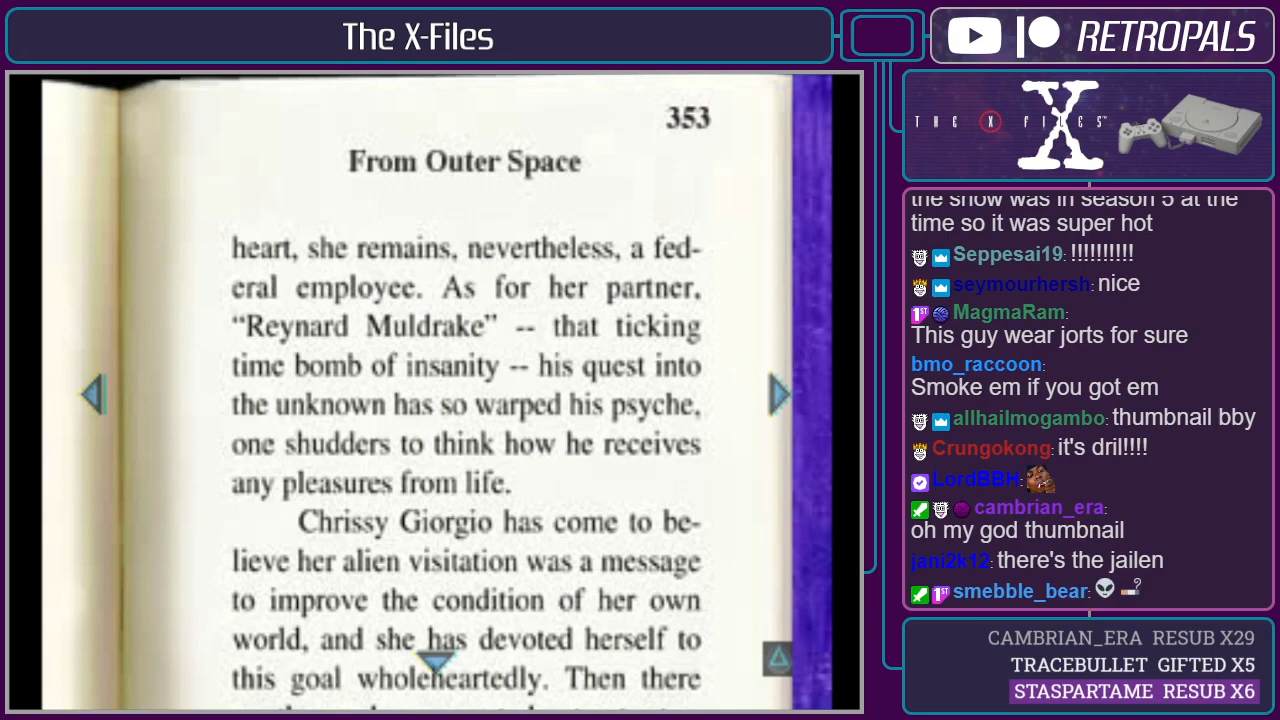 The X-Files
RETROPALS
353
From Outer Space
heart, she remains, nevertheless, a fed-
eral employee. As for her partner,
“Reynard Muldrake” -- that ticking
time bomb of insanity -- his quest into
the unknown has so warped his psyche,
one shudders to think how he receives
any pleasures from life.
Chrissy Giorgio has come to be-
lieve her alien visitation was a message
to improve the condition of her own
world, and she has devoted herself to
this goal wholeheartedly. Then there
THE X FILES
the show was in season 5 at the
time so it was super hot
Seppesai19: !!!!!!!!!!
seymourhersh: nice
MagmaRam:
This guy wear jorts for sure
bmo_raccoon:
Smoke em if you got em
allhailmogambo: thumbnail bby
Crungokong: it's dril!!!!
LordBBH:
cambrian_era:
oh my god thumbnail
jani2k12: there's the jailen
smebble_bear:
CAMBRIAN_ERA RESUB X29
TRACEBULLET GIFTED X5
STASPARTAME RESUB X6